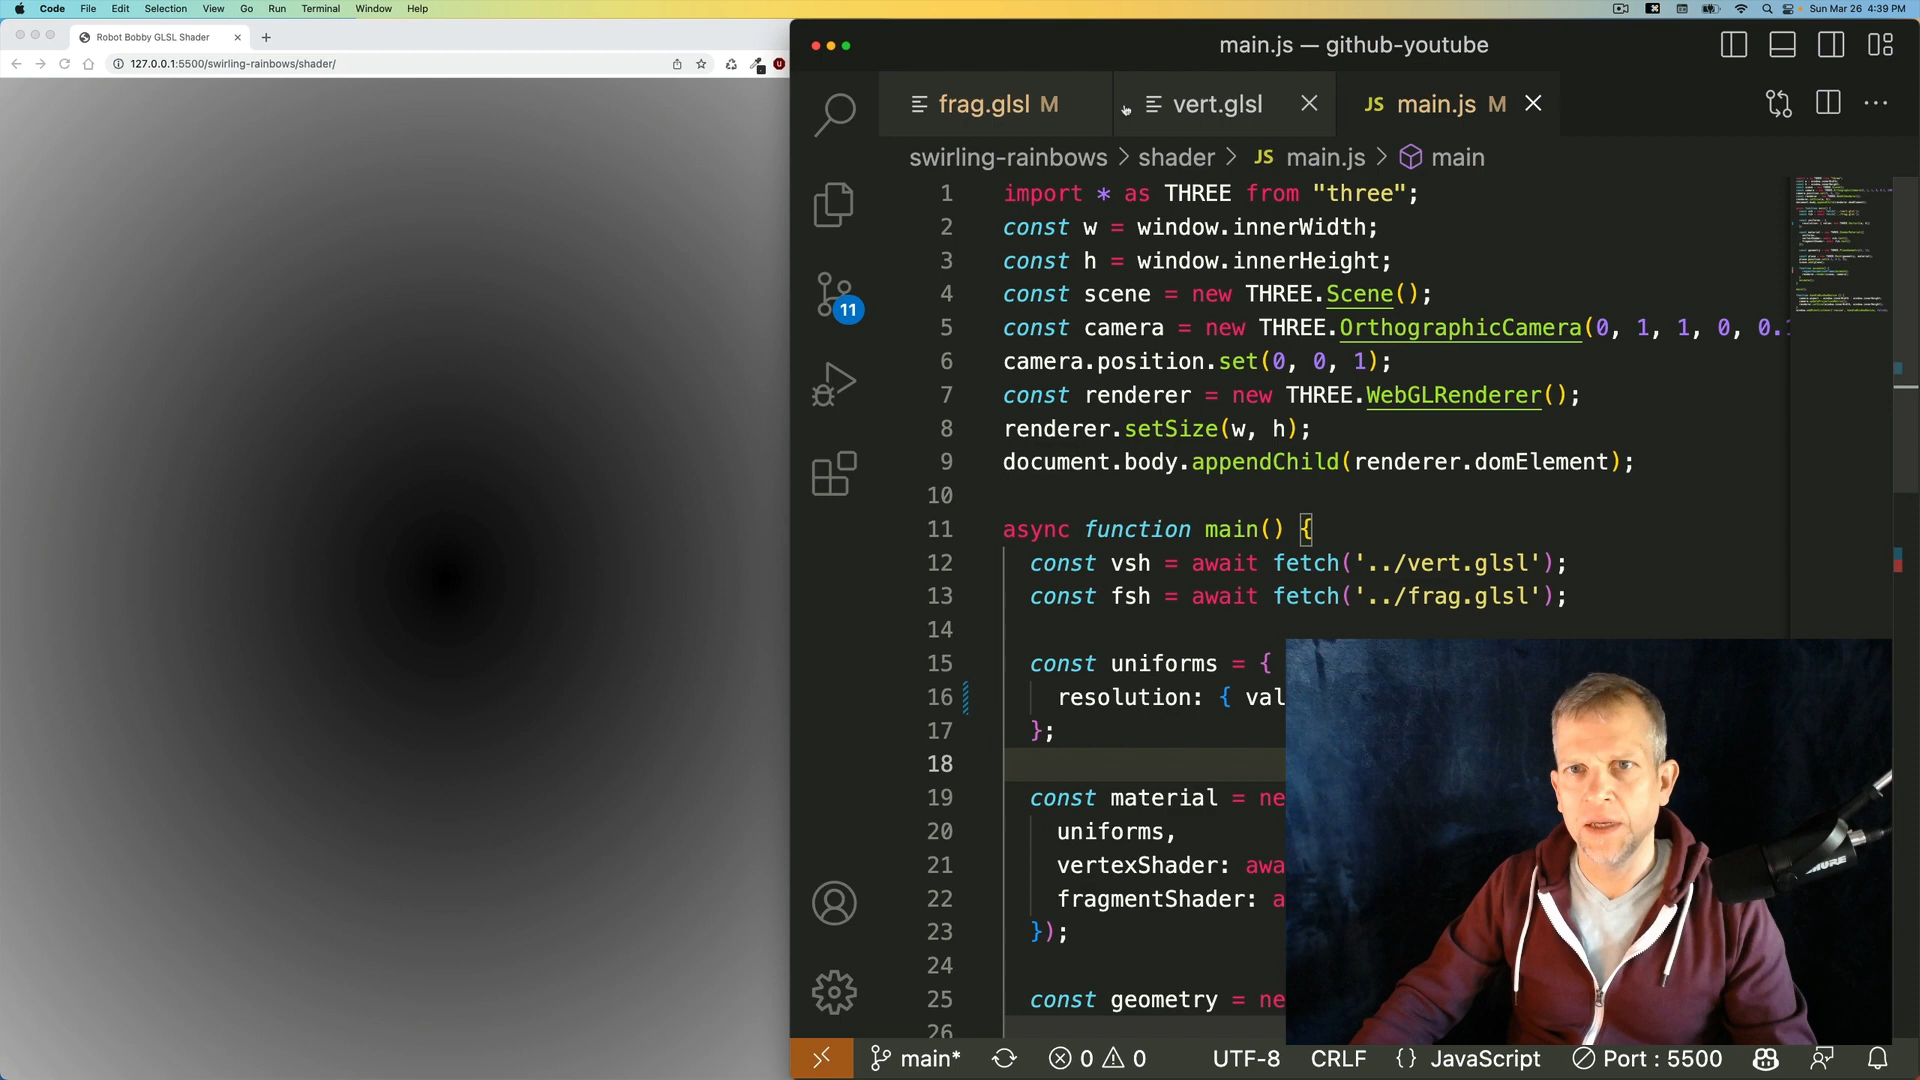 Code File Edit Selection View Go Run Terminal Window Help
Sun Mar 26 4:39 PM
Robot Bobby GLSL Shader
127.0.0.1:5500/swirling-rainbows/shader/
main.js — github-youtube
frag.glsl M
vert.glsl
JS main.js M
swirling-rainbows > shader > JS main.js > main
11
1 import * as THREE from "three";
2 const w = window.innerWidth;
3 const h = window.innerHeight;
4 const scene = new THREE.Scene();
5 const camera = new THREE.OrthographicCamera(0, 1, 1, 0, 0.1
6 camera.position.set(0, 0, 1);
7 const renderer = new THREE.WebGLRenderer();
8 renderer.setSize(w, h);
9 document.body.appendChild(renderer.domElement);
10
11 async function main() {
12 const vsh = await fetch('../vert.glsl');
13 const fsh = await fetch('../frag.glsl');
14
15 const uniforms = {
16 resolution: { val
17 };
18
19 const material = ne
20 uniforms,
21 vertexShader: awa
22 fragmentShader: a
23 });
24
25 const geometry = ne
26
SHURE
main* 0 0 UTF-8 CRLF {} JavaScript Port : 5500